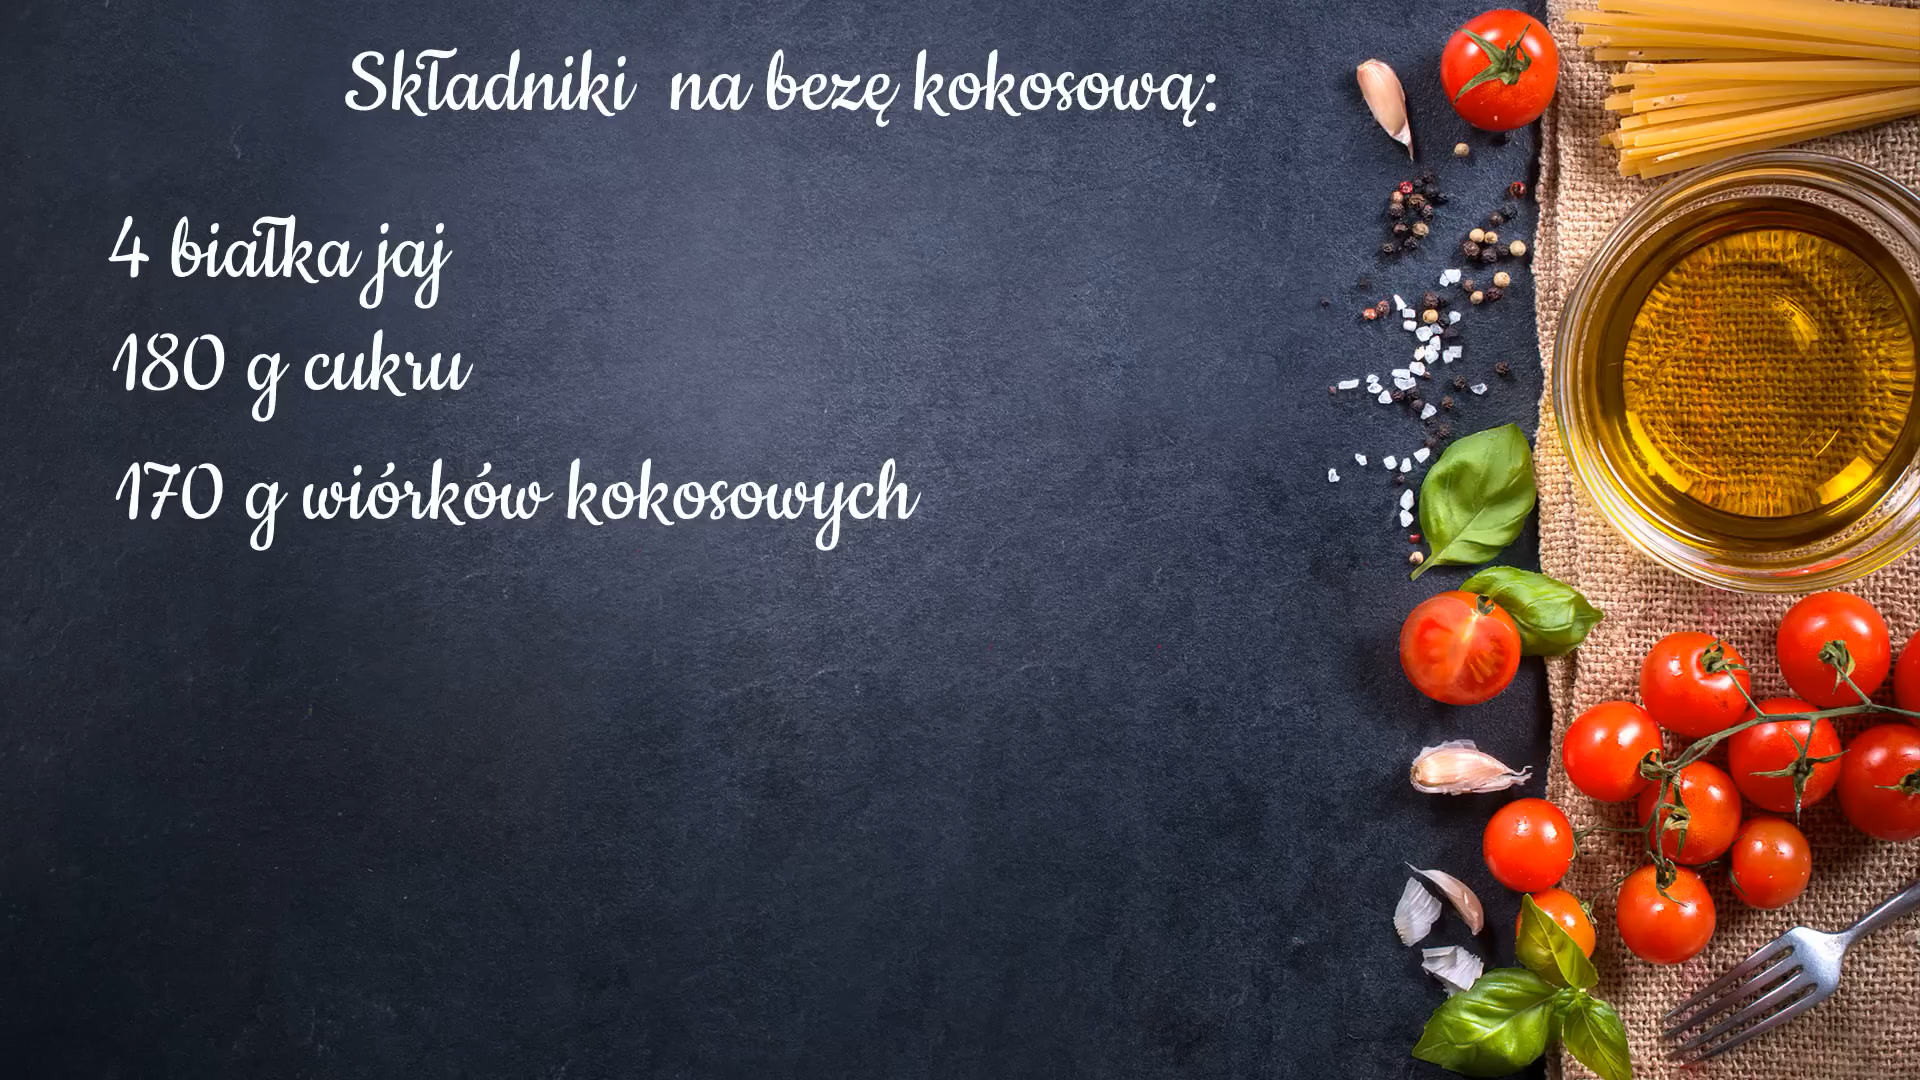 Składniki na bezę kokosową:
4 białka jaj
180 g cukru
170 g wiórków kokosowych